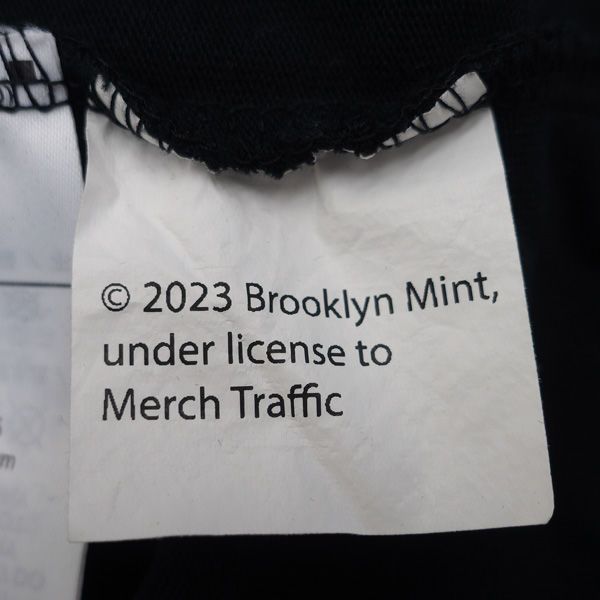 © 2023 Brooklyn Mint,
under license to
Merch Traffic